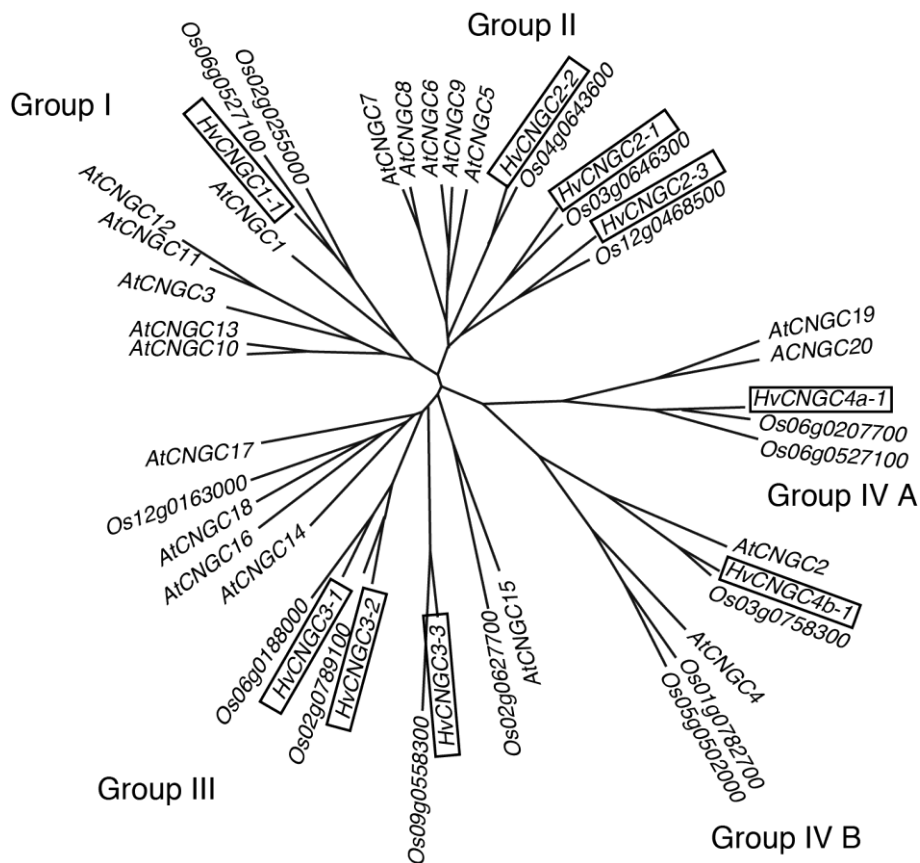 Group I
Group II
Os06g0527100
Os02g0255000
HvCNGC1-1
AtCNGC1
AtCNGC12
AtCNGC11
AtCNGC3
AtCNGC13
AtCNGC10
AtCNGC7
AtCNGC8
AtCNGC6
AtCNGC9
AtCNGC5
HvCNGC2-2
Os04g0643600
HvCNGC2-1
Os03g0646300
HvCNGC2-3
Os12g0468500
AtCNGC19
ACNGC20
HvCNGC4a-1
Os06g0207700
Os06g0527100
Group IV A
AtCNGC2
HvCNGC4b-1
Os03g0758300
AtCNGC4
Os01g0782700
Os05g0502000
Group IV B
AtCNGC15
Os02g0627700
HvCNGC3-3
Os09g0558300
HvCNGC3-2
Os02g0789100
HvCNGC3-1
Os06g0188000
AtCNGC14
AtCNGC16
AtCNGC18
Os12g0163000
AtCNGC17
Group III